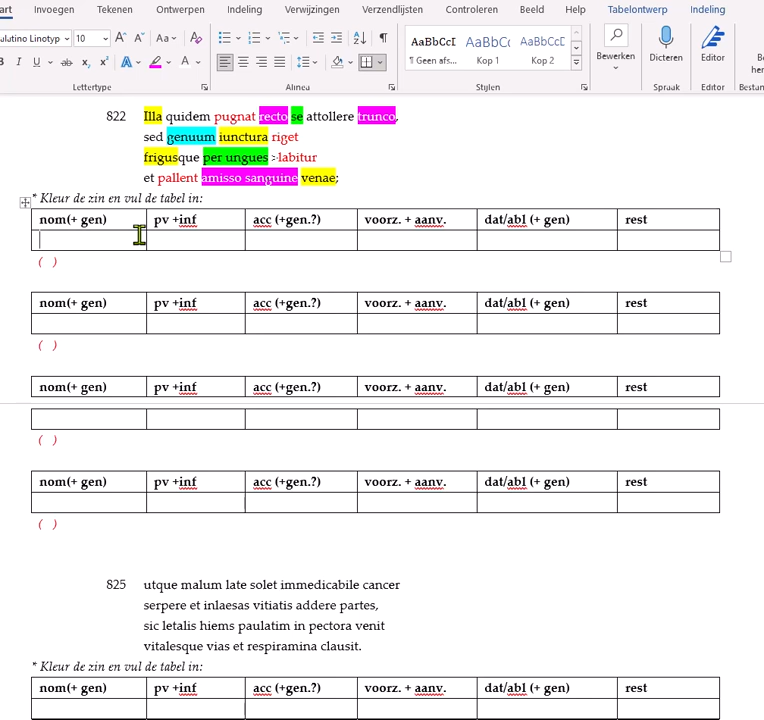 art Invoegen Tekenen Ontwerpen Indeling Verwijzingen Verzendlijsten Controleren Beeld Help Tabelontwerp Indeling
alutino Linotyp 10 A A Aa A
B I U ab x₂ x² A A
AaBbCcI AaBbC( AaBbCcD
¶ Geen afs... Kop 1 Kop 2
Bewerken Dicteren Editor
Lettertype Alinea Stijlen Spraak Editor
822 Illa quidem pugnat recto se attollere trunco,
sed genuum iunctura riget
frigusque per ungues > labitur
et pallent amisso sanguine venae;
* Kleur de zin en vul de tabel in:
nom(+ gen) pv +inf acc (+gen.?) voorz. + aanv. dat/abl (+ gen) rest
( )
nom(+ gen) pv +inf acc (+gen.?) voorz. + aanv. dat/abl (+ gen) rest
( )
nom(+ gen) pv +inf acc (+gen.?) voorz. + aanv. dat/abl (+ gen) rest
( )
nom(+ gen) pv +inf acc (+gen.?) voorz. + aanv. dat/abl (+ gen) rest
( )
825 utque malum late solet immedicabile cancer
serpere et inlaesas vitiatis addere partes,
sic letalis hiems paulatim in pectora venit
vitalesque vias et respiramina clausit.
* Kleur de zin en vul de tabel in:
nom(+ gen) pv +inf acc (+gen.?) voorz. + aanv. dat/abl (+ gen) rest